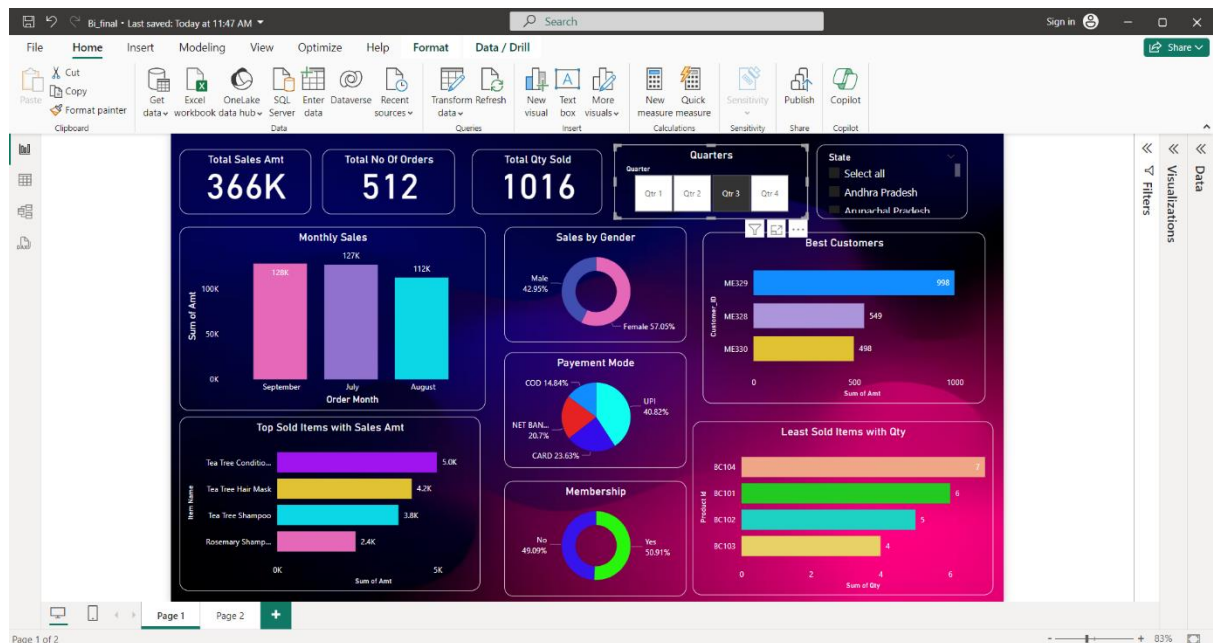 Bi_final • Last saved: Today at 11:47 AM
Search
Sign in
File Home Insert Modeling View Optimize Help Format Data / Drill
Share
Paste
Cut
Copy
Format painter
Clipboard
Get data
Excel workbook
OneLake data hub
SQL Server
Enter data
Dataverse
Recent sources
Data
Transform data
Refresh
Queries
New visual
Text box
More visuals
Insert
New measure
Quick measure
Calculations
Sensitivity
Sensitivity
Publish
Share
Copilot
Copilot
Total Sales Amt
366K
Total No Of Orders
512
Total Qty Sold
1016
Quarters
Quarter
Qtr 1 Qtr 2 Qtr 3 Qtr 4
State
Select all
Andhra Pradesh
Arunachal Pradesh
Filters
Visualizations
Data
Monthly Sales
128K 127K 112K
100K
50K
0K
Sum of Amt
September July August
Order Month
Sales by Gender
Male
42.95%
Female 57.05%
Best Customers
Customer_ID
ME329 998
ME328 549
ME330 498
0 500 1000
Sum of Amt
Payement Mode
COD 14.84%
UPI
40.82%
NET BAN...
20.7%
CARD 23.63%
Top Sold Items with Sales Amt
Item Name
Tea Tree Conditio... 5.0K
Tea Tree Hair Mask 4.2K
Tea Tree Shampoo 3.8K
Rosemary Shamp... 2.4K
0K 5K
Sum of Amt
Membership
No
49.09%
Yes
50.91%
Least Sold Items with Qty
Product Id
BC104 7
BC101 6
BC102 5
BC103 4
0 2 4 6
Sum of Qty
Page 1 Page 2
Page 1 of 2
83%